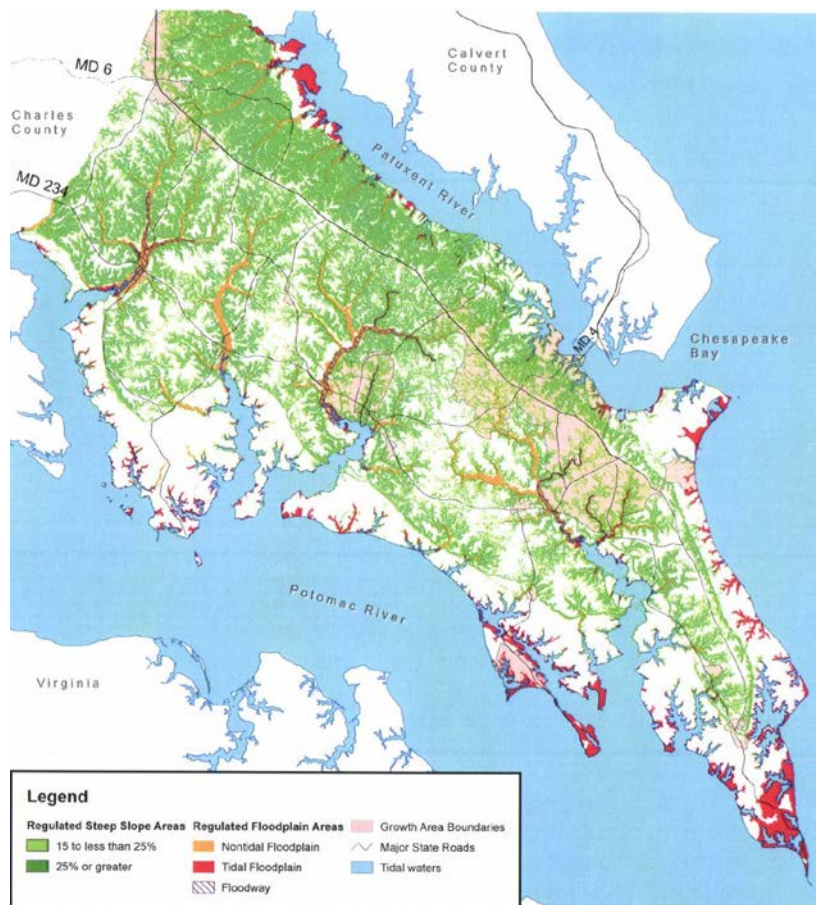 MD 6
Calvert
County
Charles
County
MD 234
Patuxent River
MD 4
Chesapeake
Bay
Potomac River
Virginia
Legend
Regulated Steep Slope Areas
15 to less than 25%
25% or greater
Regulated Floodplain Areas
Nontidal Floodplain
Tidal Floodplain
Floodway
Growth Area Boundaries
Major State Roads
Tidal waters